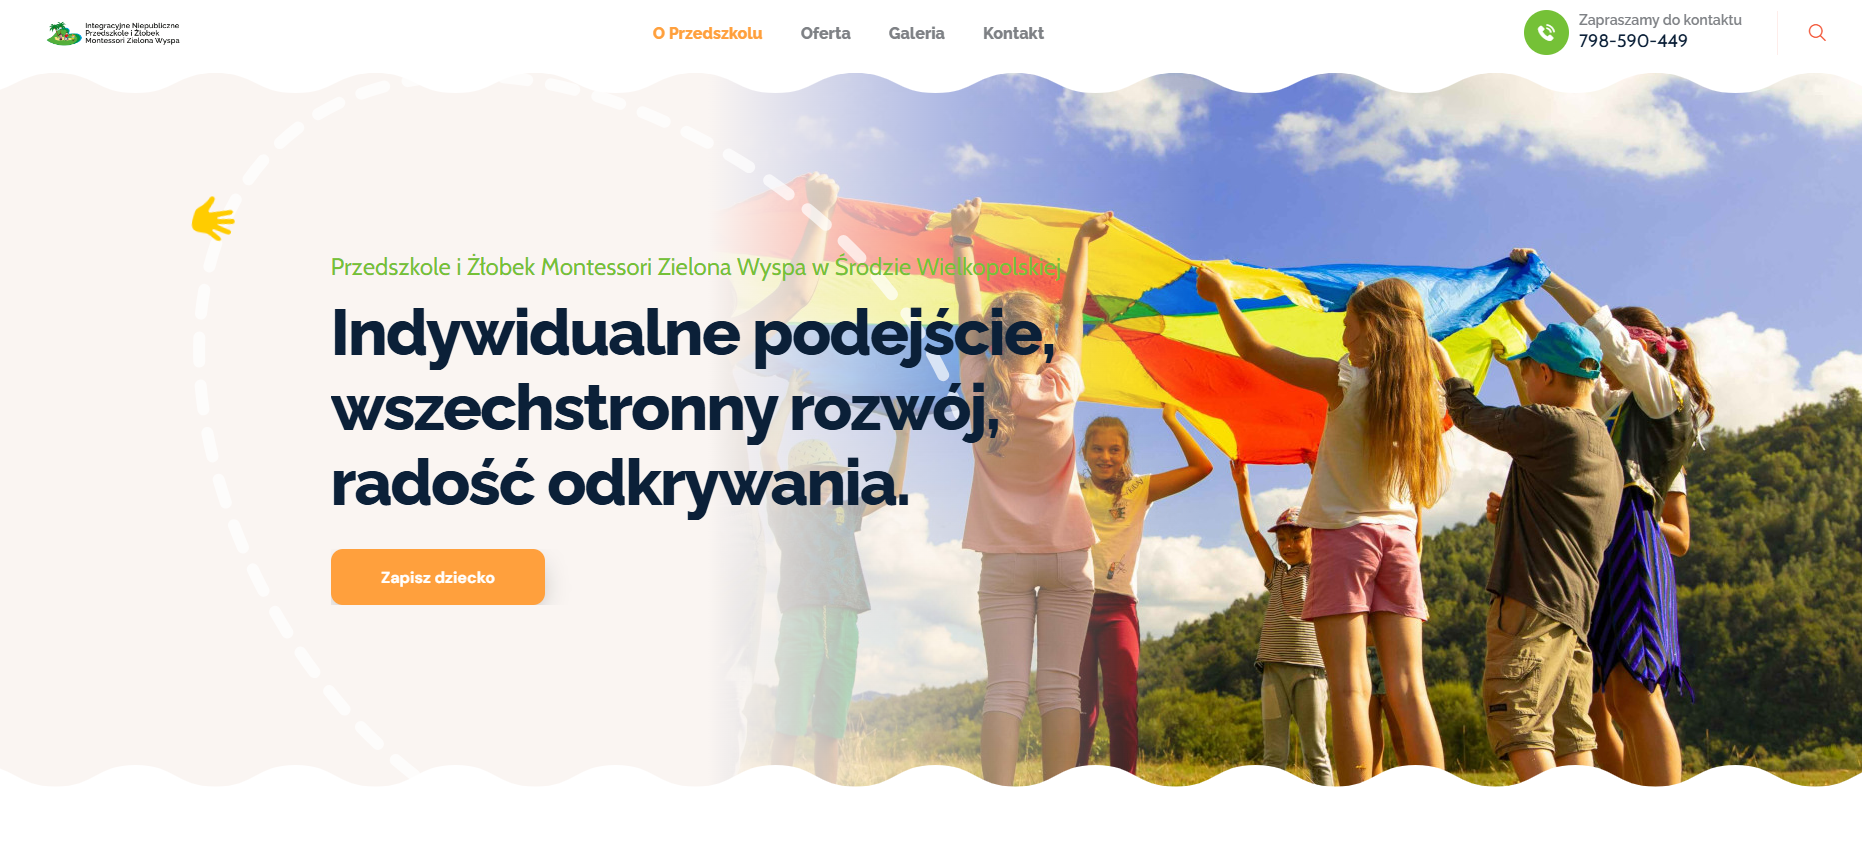 Integracyjne Niepubliczne
Przedszkole i Żłobek
Montessori Zielona Wyspa
O Przedszkolu
Oferta
Galeria
Kontakt
Zapraszamy do kontaktu
798-590-449
Przedszkole i Żłobek Montessori Zielona Wyspa w Środzie Wielkopolskiej
Indywidualne podejście,
wszechstronny rozwój,
radość odkrywania.
Zapisz dziecko